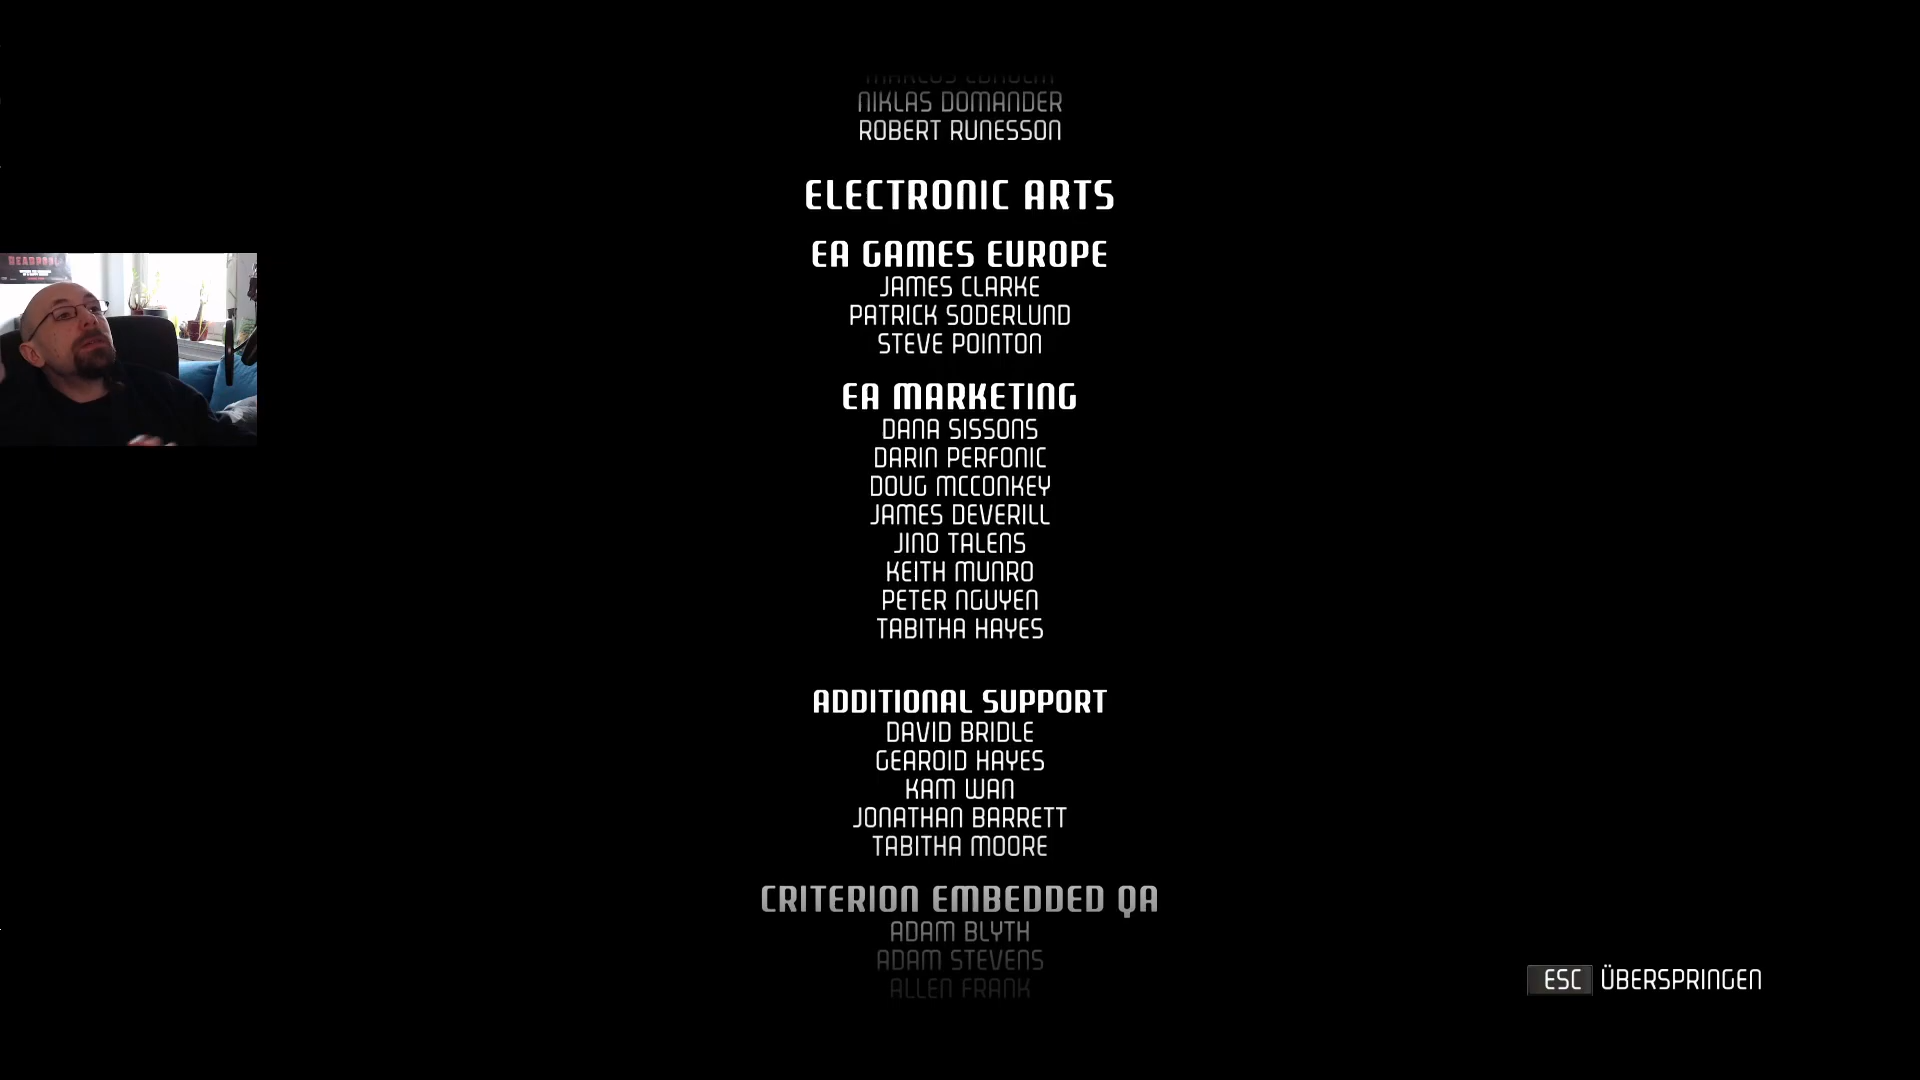 NIKLAS DOMANDER
ROBERT RUNESSON
ELECTRONIC ARTS
EA GAMES EUROPE
JAMES CLARKE
PATRICK SODERLUND
STEVE POINTON
DEADPOOL
EA MARKETING
DANA SISSONS
DARIN PERFONIC
DOUG MCCONKEY
JAMES DEVERILL
JINO TALENS
KEITH MUNRO
PETER NGUYEN
TABITHA HAYES
ADDITIONAL SUPPORT
DAVID BRIDLE
GEAROID HAYES
KAM WAN
JONATHAN BARRETT
TABITHA MOORE
CRITERION EMBEDDED QA
ADAM BLYTH
ADAM STEVENS
ALLEN FRANK
ESC ÜBERSPRINGEN